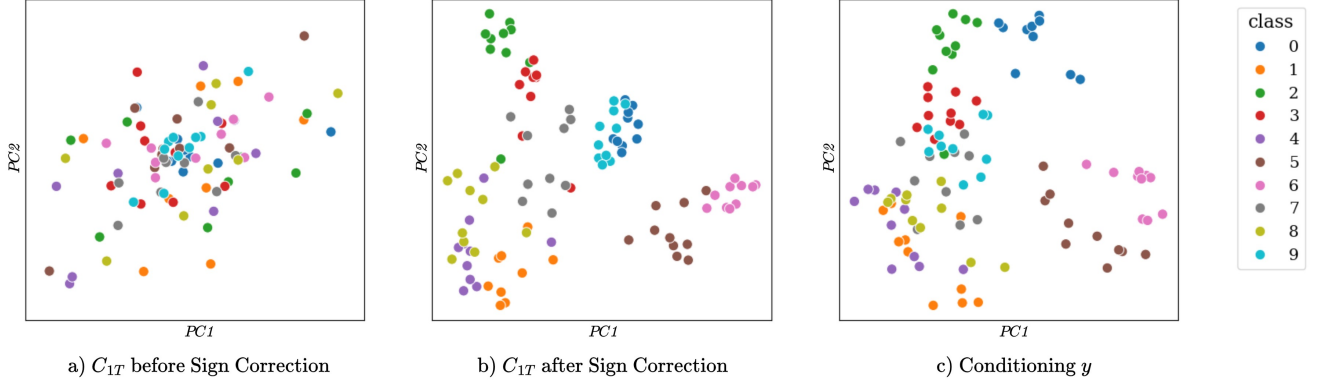 PC2
PC1
a) C1T before Sign Correction
PC2
PC1
b) C1T after Sign Correction
PC2
PC1
c) Conditioning y
class
0
1
2
3
4
5
6
7
8
9